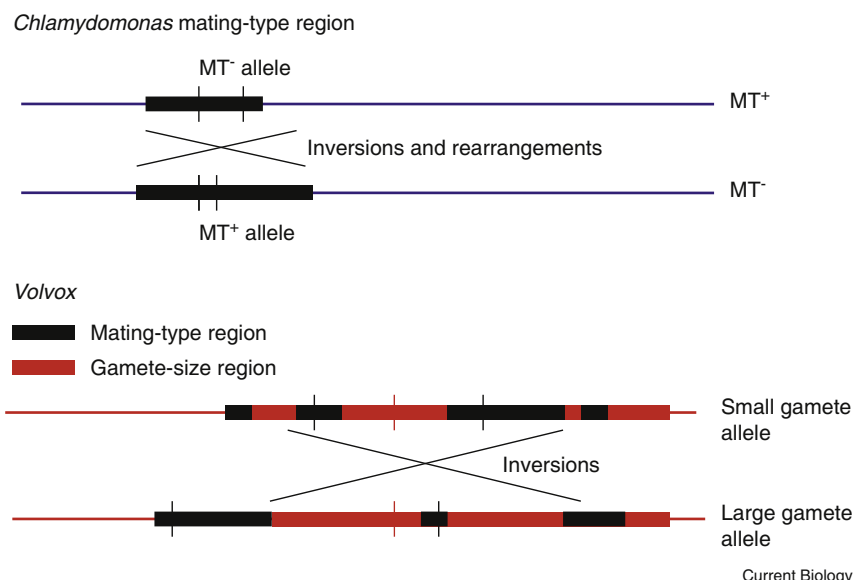 Chlamydomonas mating-type region
MT⁻ allele
MT⁺
Inversions and rearrangements
MT⁻
MT⁺ allele
Volvox
Mating-type region
Gamete-size region
Small gamete
allele
Inversions
Large gamete
allele
Current Biology